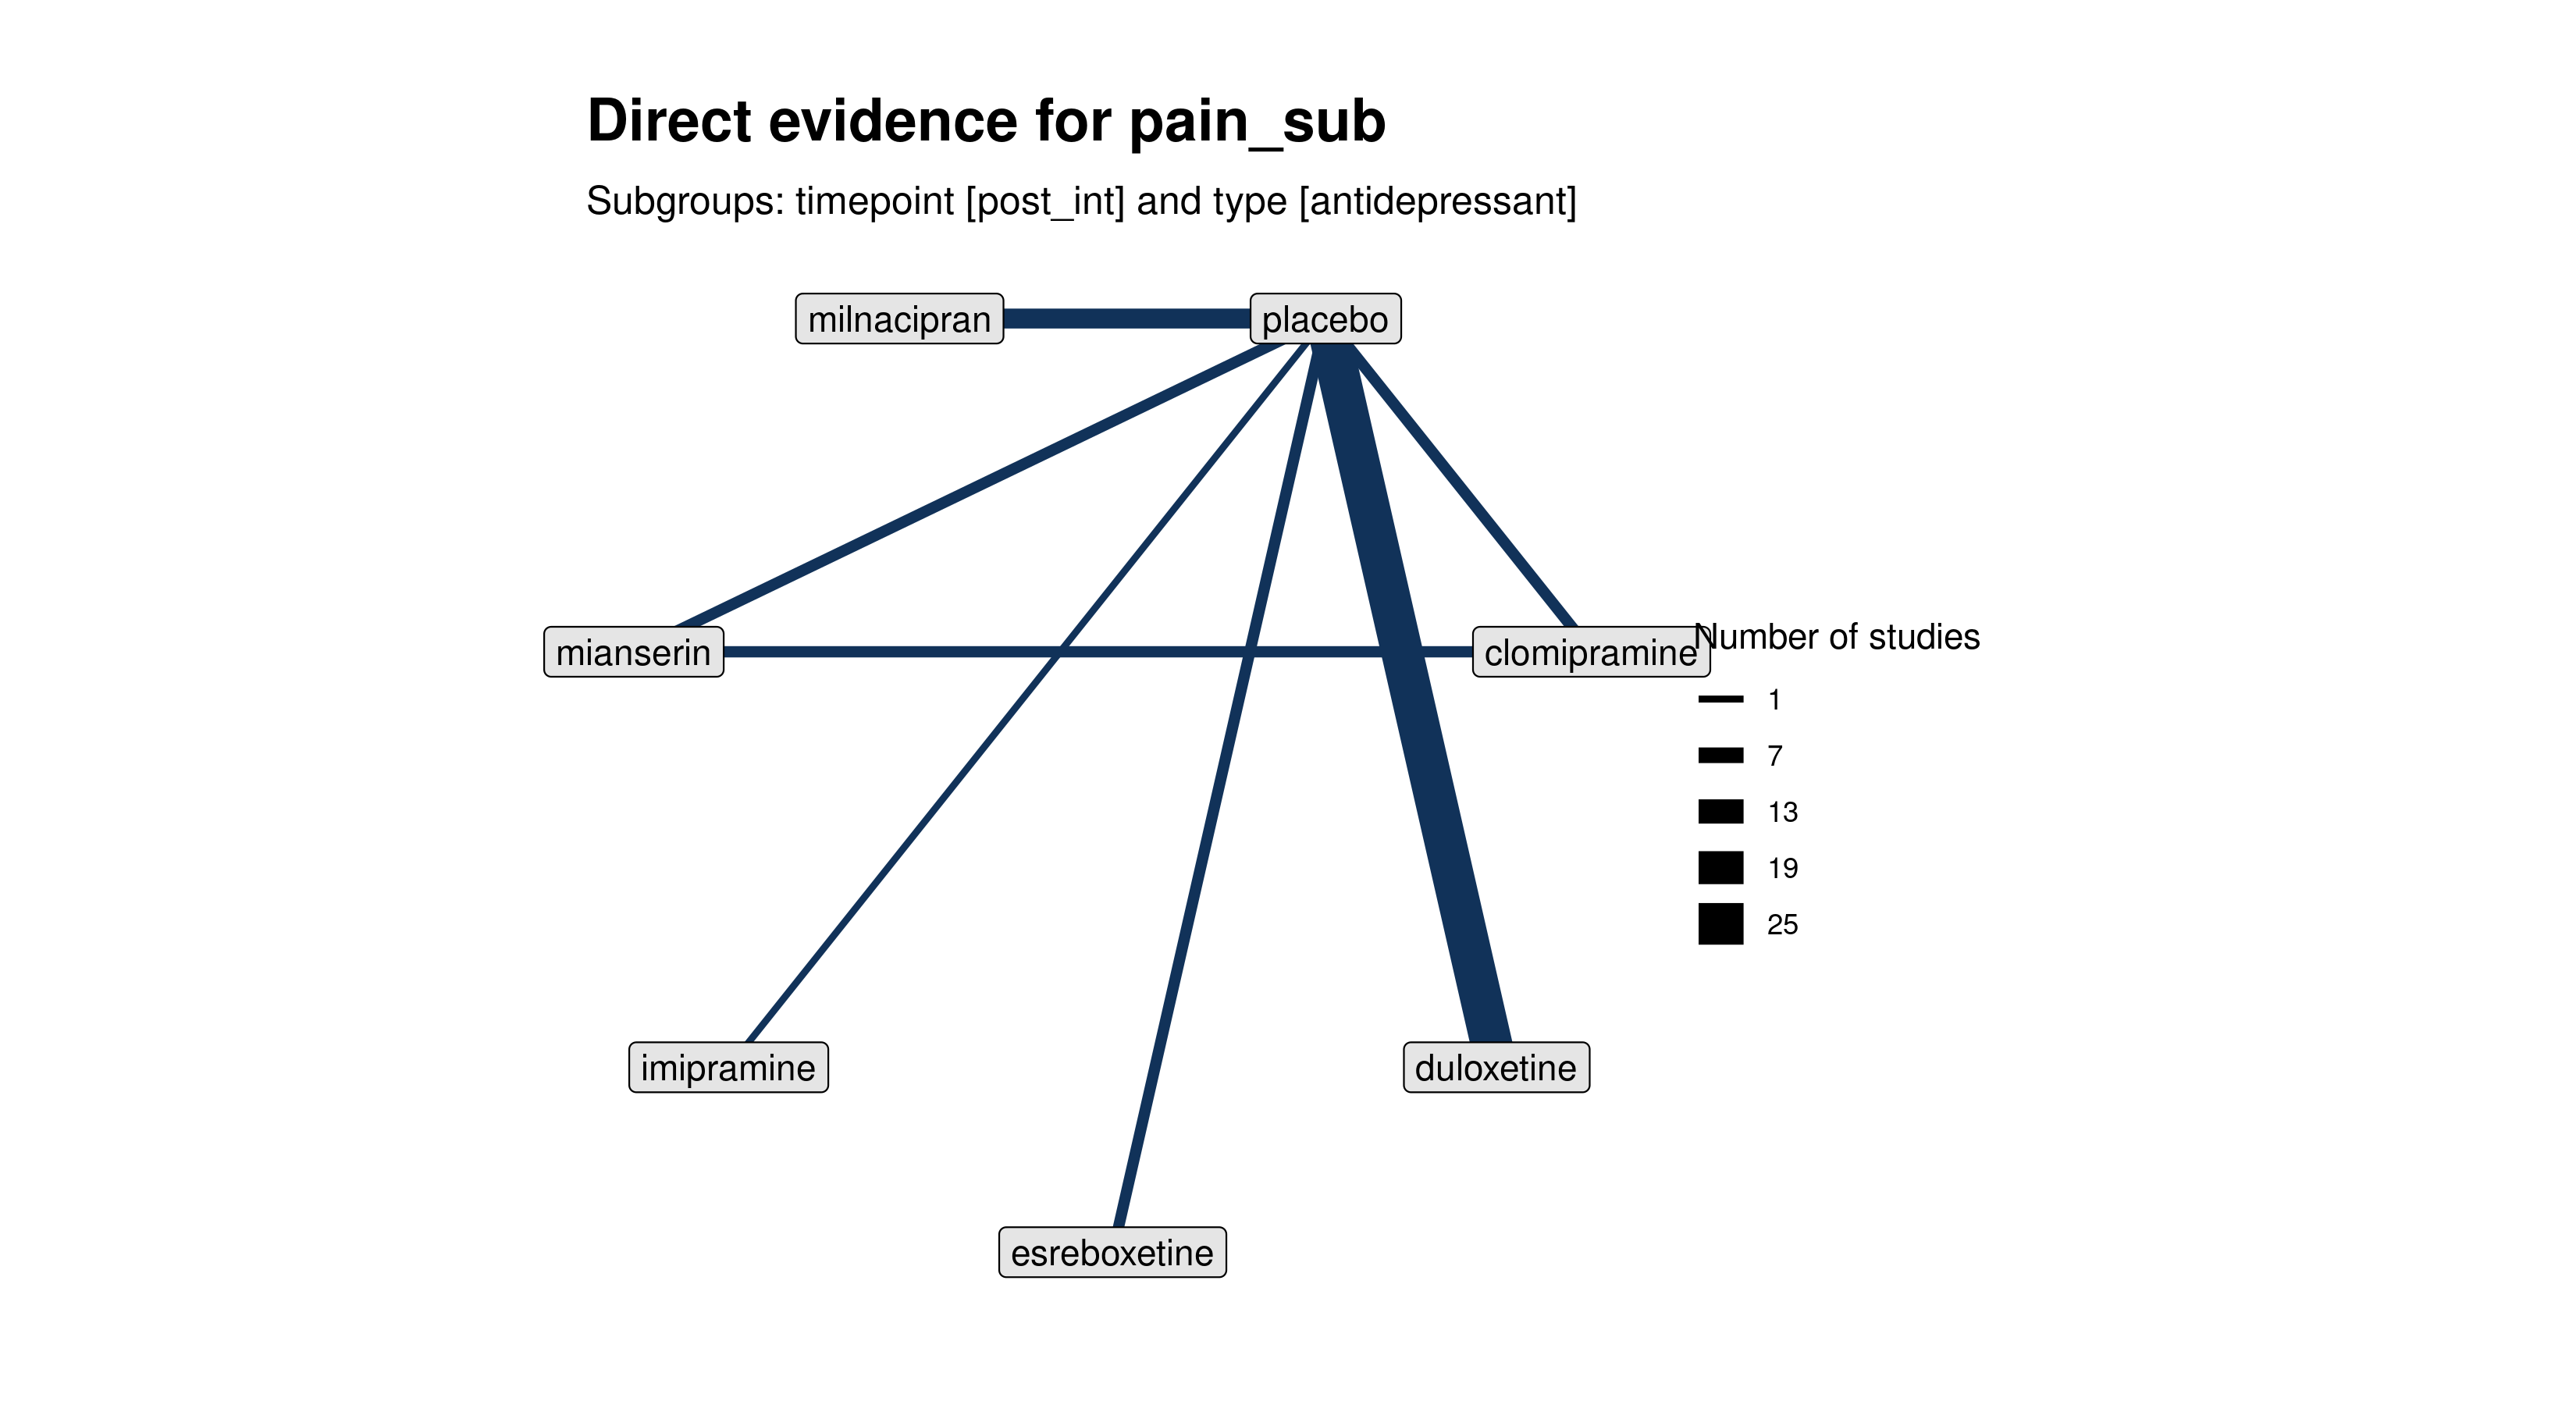 Direct evidence for pain_sub
Subgroups: timepoint [post_int] and type [antidepressant]
milnacipran
placebo
mianserin
clomipramine
Number of studies
1
7
13
19
25
imipramine
duloxetine
esreboxetine